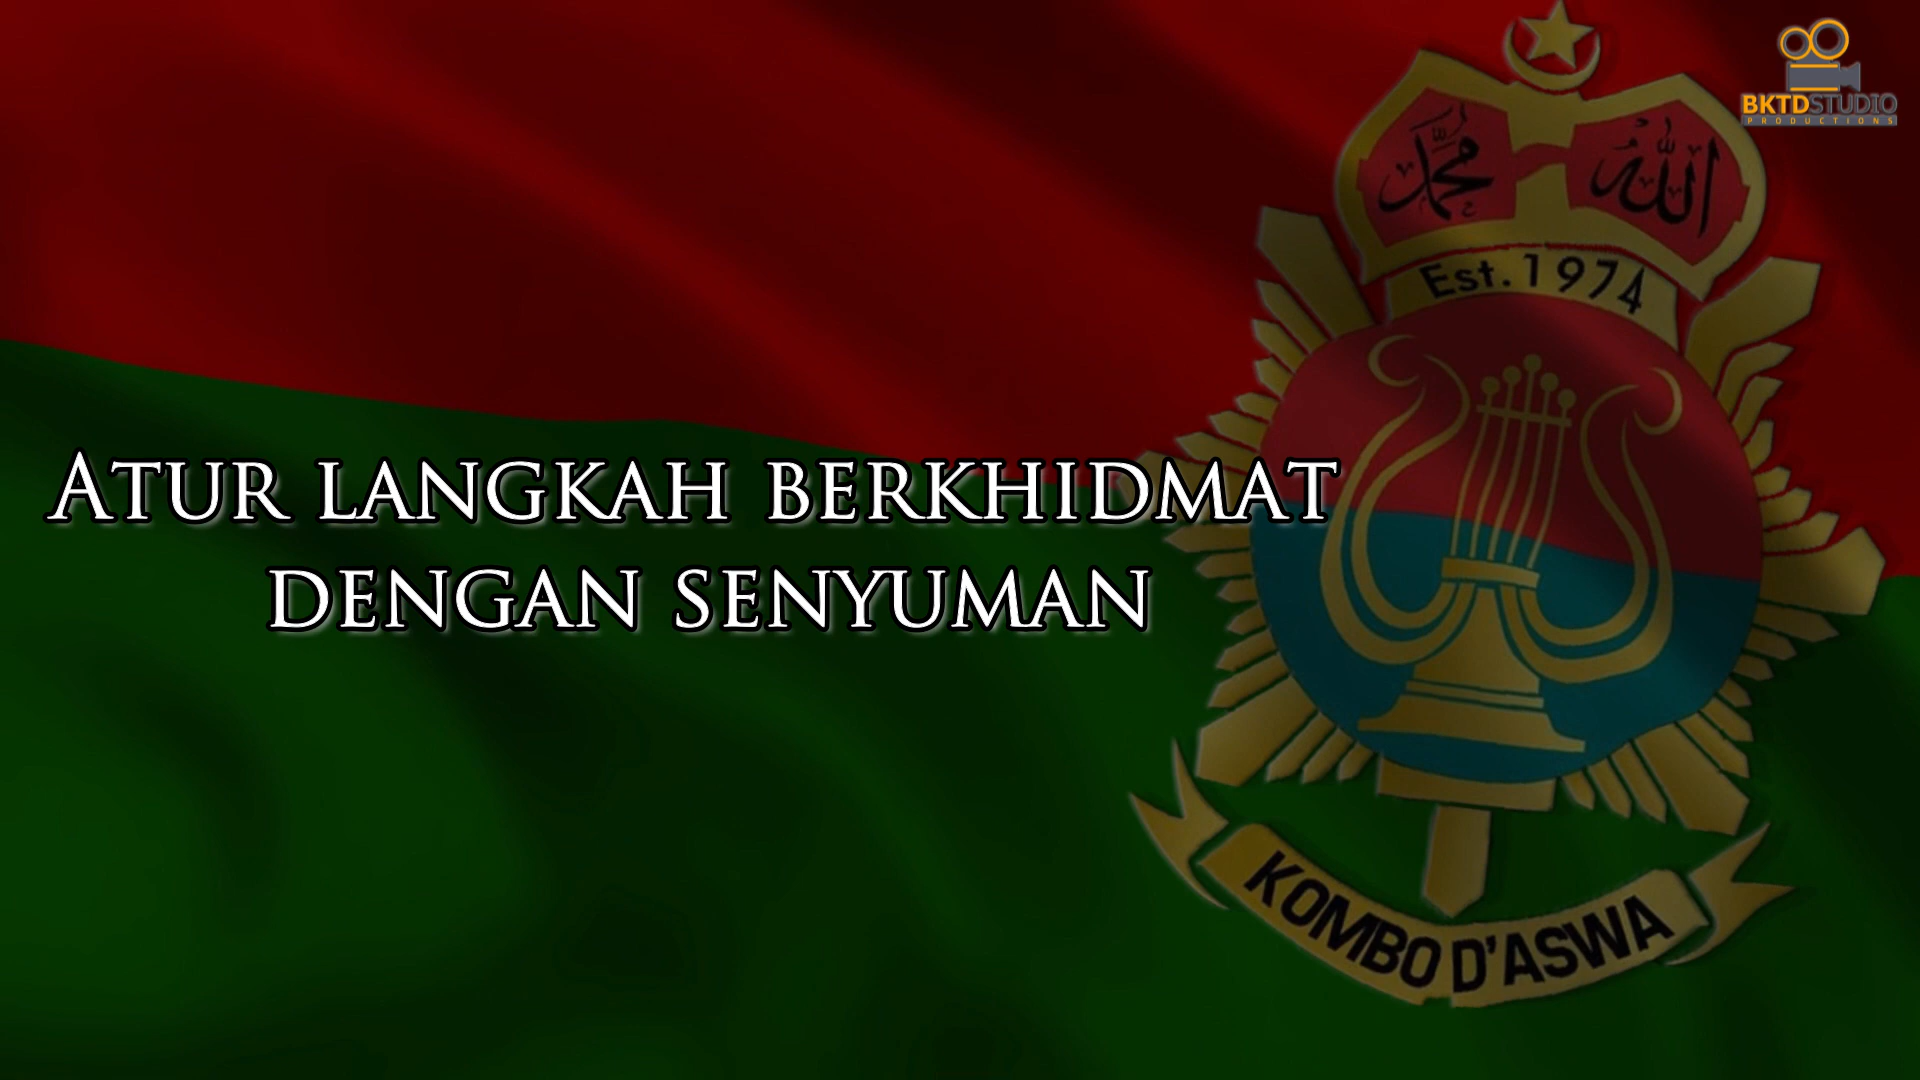 BKTDSTUDIO
PRODUCTIONS
محمد
الله
Est. 1974
ATUR LANGKAH BERKHIDMAT
DENGAN SENYUMAN
KOMBO D'ASWA